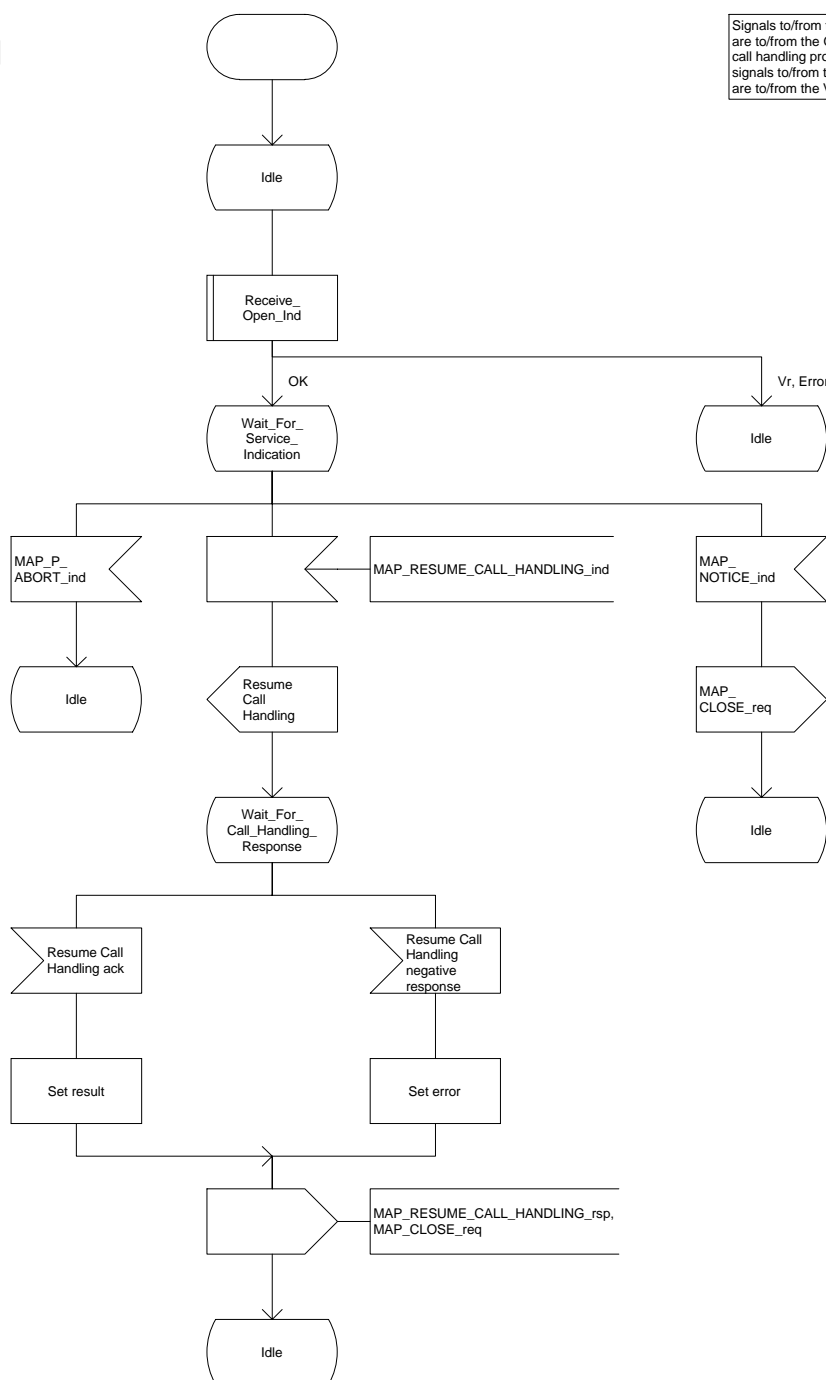 Signals to/from
are to/from the
call handling
signals to/from
are to/from the
Idle
Receive_
Open_Ind
OK
Vr, Error
Wait_For_
Service_
Indication
Idle
MAP_P_
ABORT_ind
MAP_RESUME_CALL_HANDLING_ind
MAP_
NOTICE_ind
Idle
Resume
Call
Handling
MAP_
CLOSE_req
Wait_For_
Call_Handling_
Response
Idle
Resume Call
Handling ack
Resume Call
Handling
negative
response
Set result
Set error
MAP_RESUME_CALL_HANDLING_rsp,
MAP_CLOSE_req
Idle